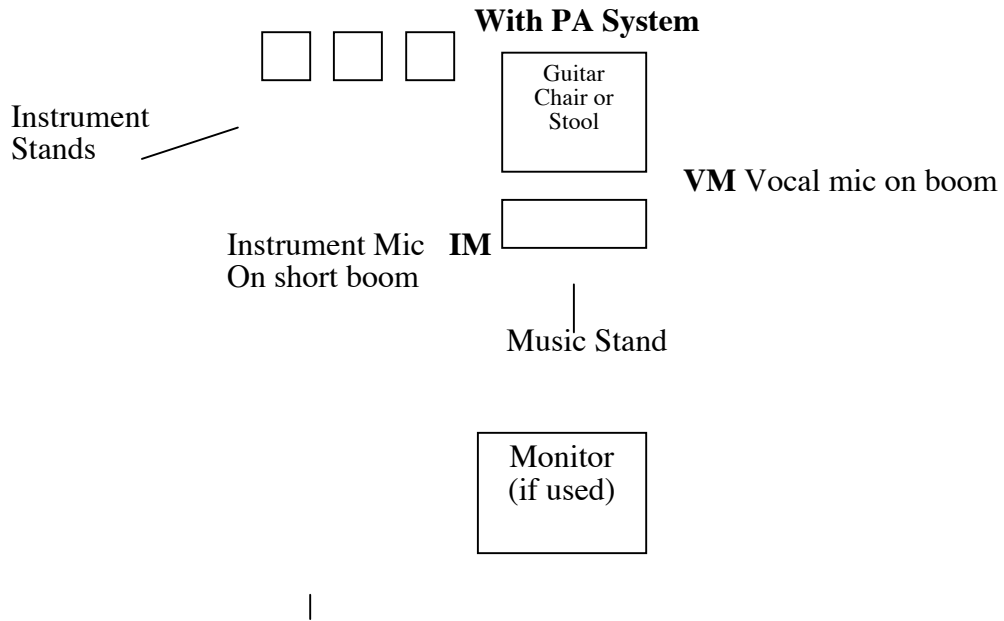 With PA System
Guitar
Chair or
Stool
Instrument
Stands
VM Vocal mic on boom
Instrument Mic IM
On short boom
Music Stand
Monitor
(if used)